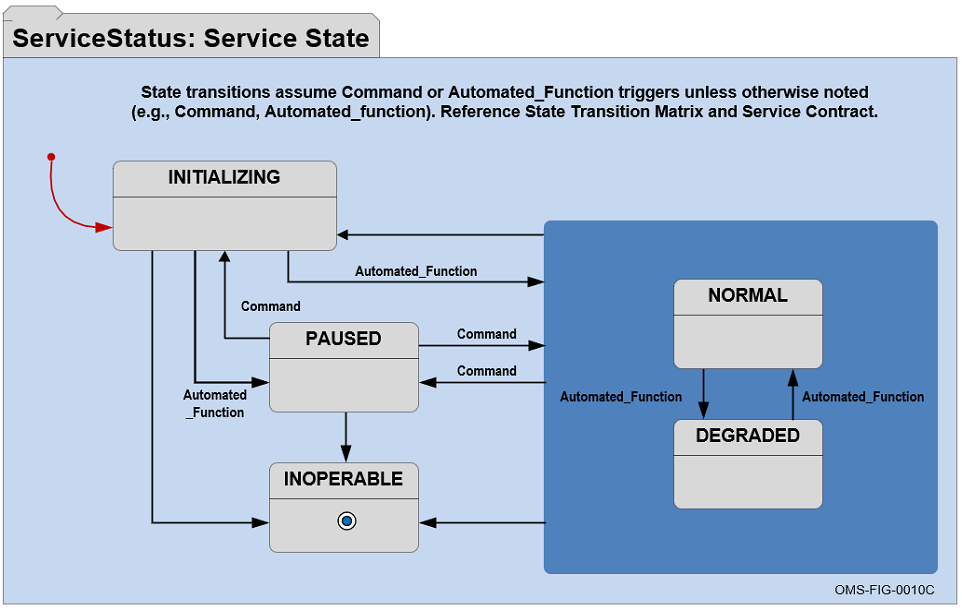 ServiceStatus: Service State
State transitions assume Command or Automated_Function triggers unless otherwise noted
(e.g., Command, Automated_function). Reference State Transition Matrix and Service Contract.
INITIALIZING
Automated_Function
Command
PAUSED
Command
Command
Automated
_Function
INOPERABLE
NORMAL
Automated_Function
Automated_Function
DEGRADED
OMS-FIG-0010C